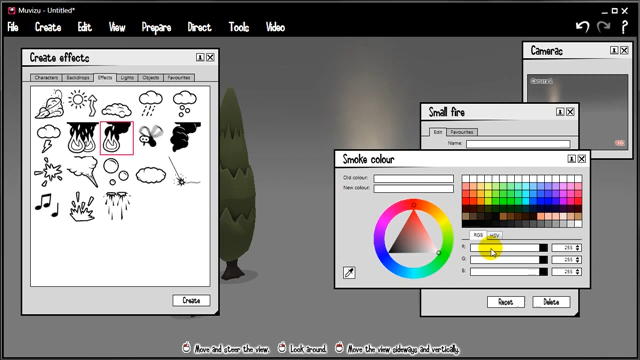 Muvizu - Untitled*
File Create Edit View Prepare Direct Tools Video
?
Create effects
Characters Backdrops Effects Lights Objects Favourites
Create
Cameras
Camera1
Small fire
Edit Favourites
Name:
Reset Delete
Smoke colour
Old colour:
New colour:
RGB HSV
R: 255
G: 255
B: 255
Move and steer the view. Look around. Move the view sideways and vertically.